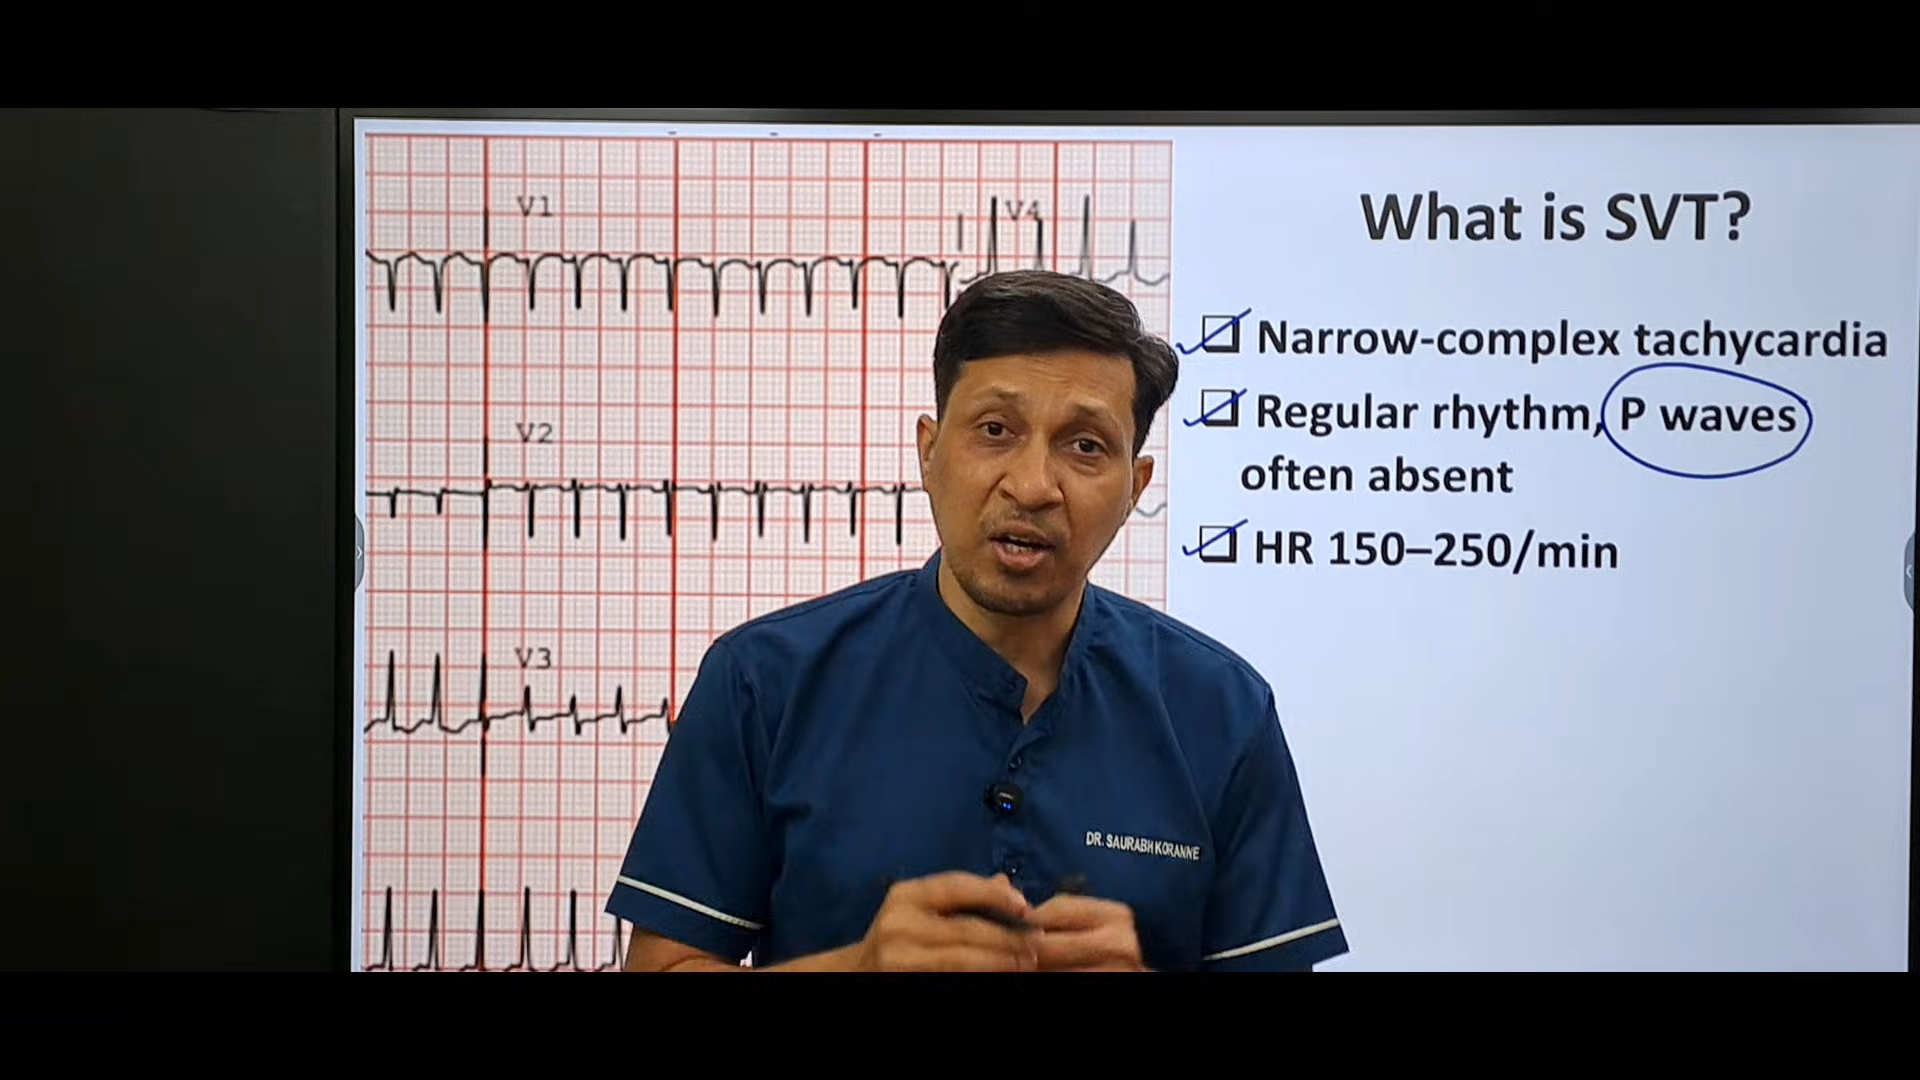 V1
V4
V2
V3
What is SVT?
Narrow-complex tachycardia
Regular rhythm, P waves
often absent
HR 150–250/min
DR. SAURABH KORANNE